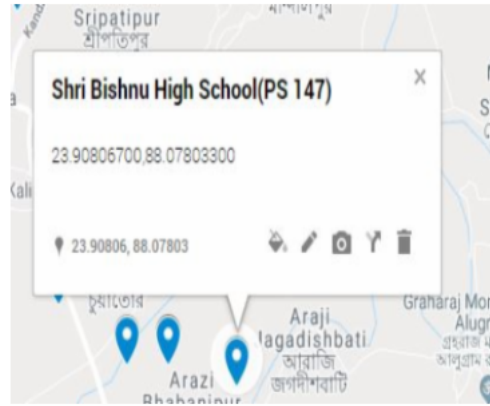 Sripatipur
শ্রীপতিপুর
Shri Bishnu High School(PS 147)
×
23.90806700,88.07803300
23.90806, 88.07803
Araji
Jagadishbati
আরাজি
জগদীশবাটি
Graharaj
Arazi
Bhabanipur